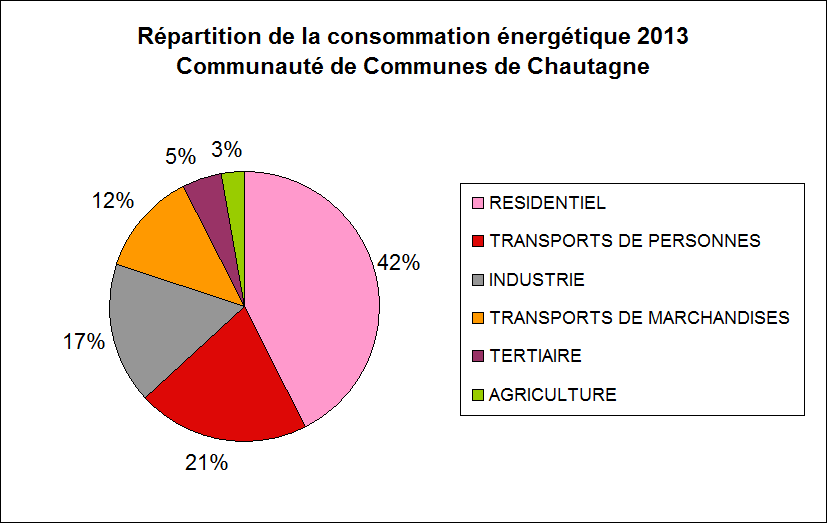 Répartition de la consommation énergétique 2013
Communauté de Communes de Chautagne
3%
5%
12%
42%
17%
21%
RESIDENTIEL
TRANSPORTS DE PERSONNES
INDUSTRIE
TRANSPORTS DE MARCHANDISES
TERTIAIRE
AGRICULTURE